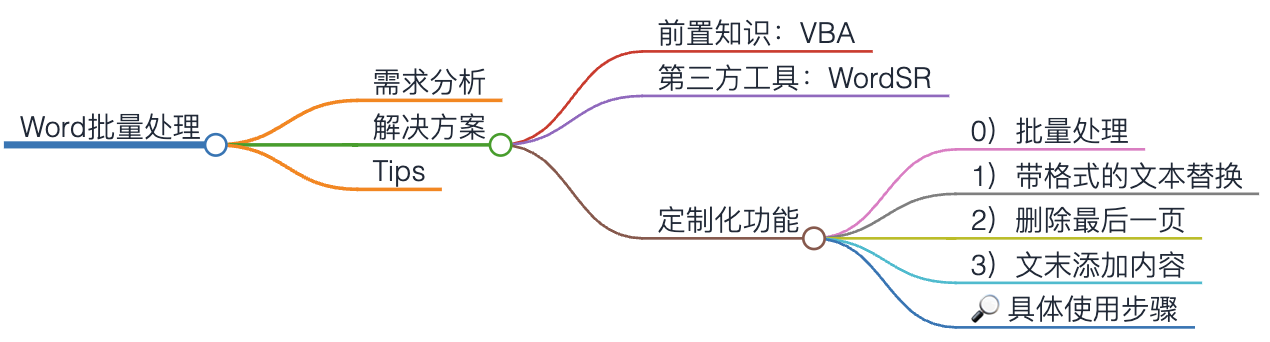 Word批量处理
需求分析
解决方案
Tips
前置知识：VBA
第三方工具：WordSR
定制化功能
0）批量处理
1）带格式的文本替换
2）删除最后一页
3）文末添加内容
🔎 具体使用步骤